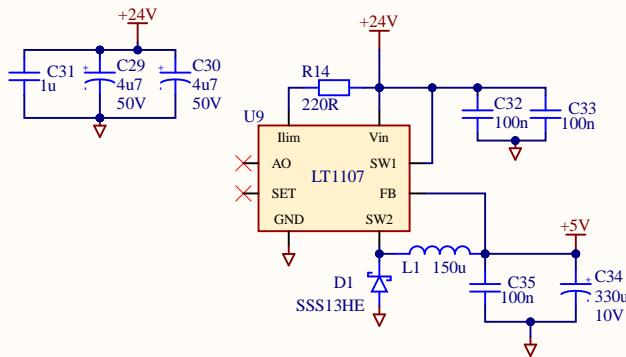 +24V
+24V
C31
1u
C29
4u7
50V
C30
4u7
50V
R14
220R
U9
C32
100n
C33
100n
Ilim
Vin
AO
SW1
LT1107
SET
FB
GND
SW2
+5V
L1
150u
D1
SSS13HE
C35
100n
C34
330u
10V